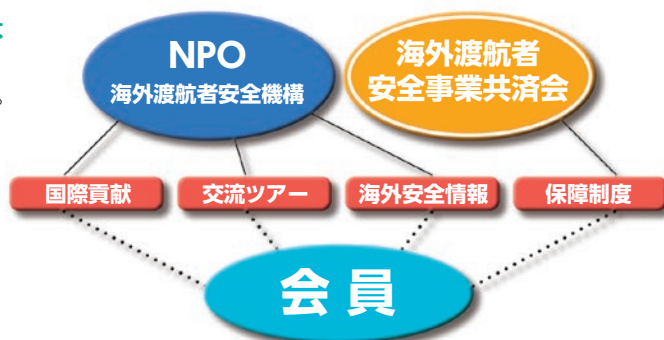 NPO
海外渡航者安全機構
海外渡航者
安全事業共済会
国際貢献
交流ツアー
海外安全情報
保障制度
会員
。